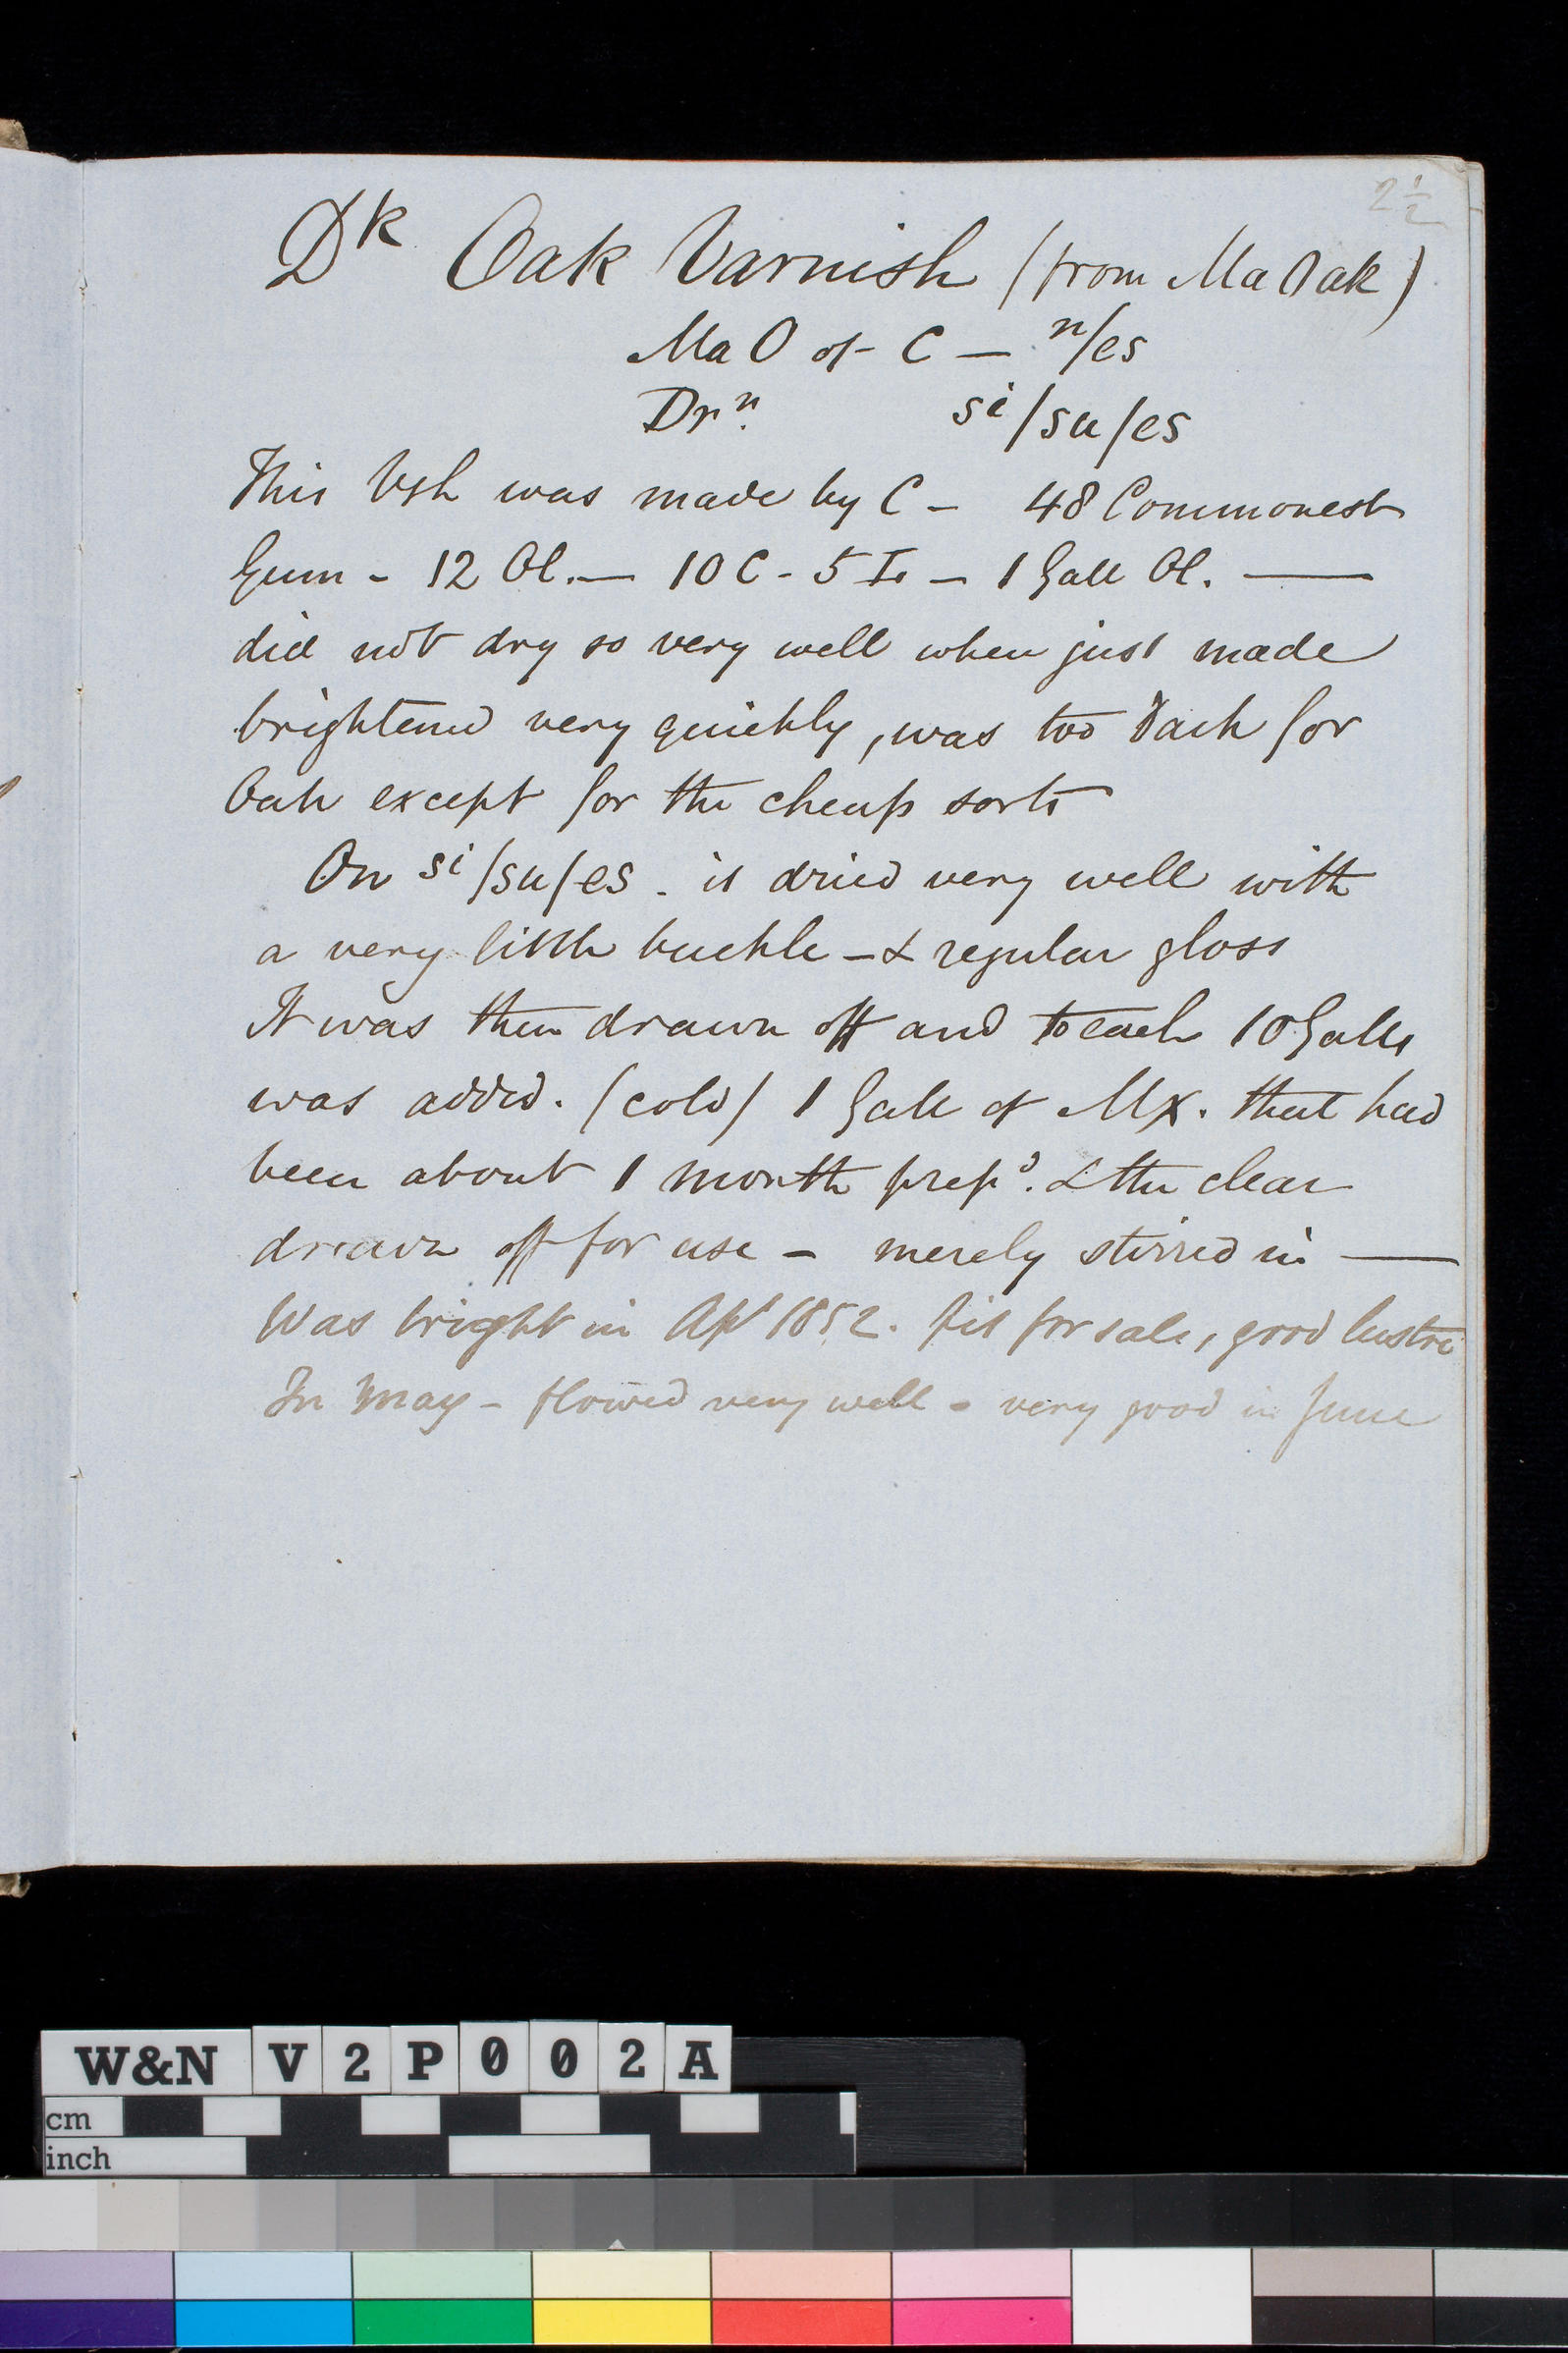 2 1/2
Dk Oak Varnish (from Ma Oak)
Ma O of C — n/es
Drn. si/su/es
This Vsh was made by C — 48 Commonest
Gum - 12 Ol. — 10 C - 5 To — 1 Gall Ol. —
did not dry so very well when just made
brightened very quickly, was too dark for
Oak except for the cheap sorts
On si/su/es - it dried very well with
a very little buckle — & regular gloss
It was then drawn off and to each 10 Galls
was added. (cold) 1 Gall of Mx. that had
been about 1 month prepd. & the clear
drawn off for use — merely stirred in —
Was bright in Apl 1852. fit for sale, good lustre
In May — flowed very well - very good in June
W&N V2P002A
cm
inch